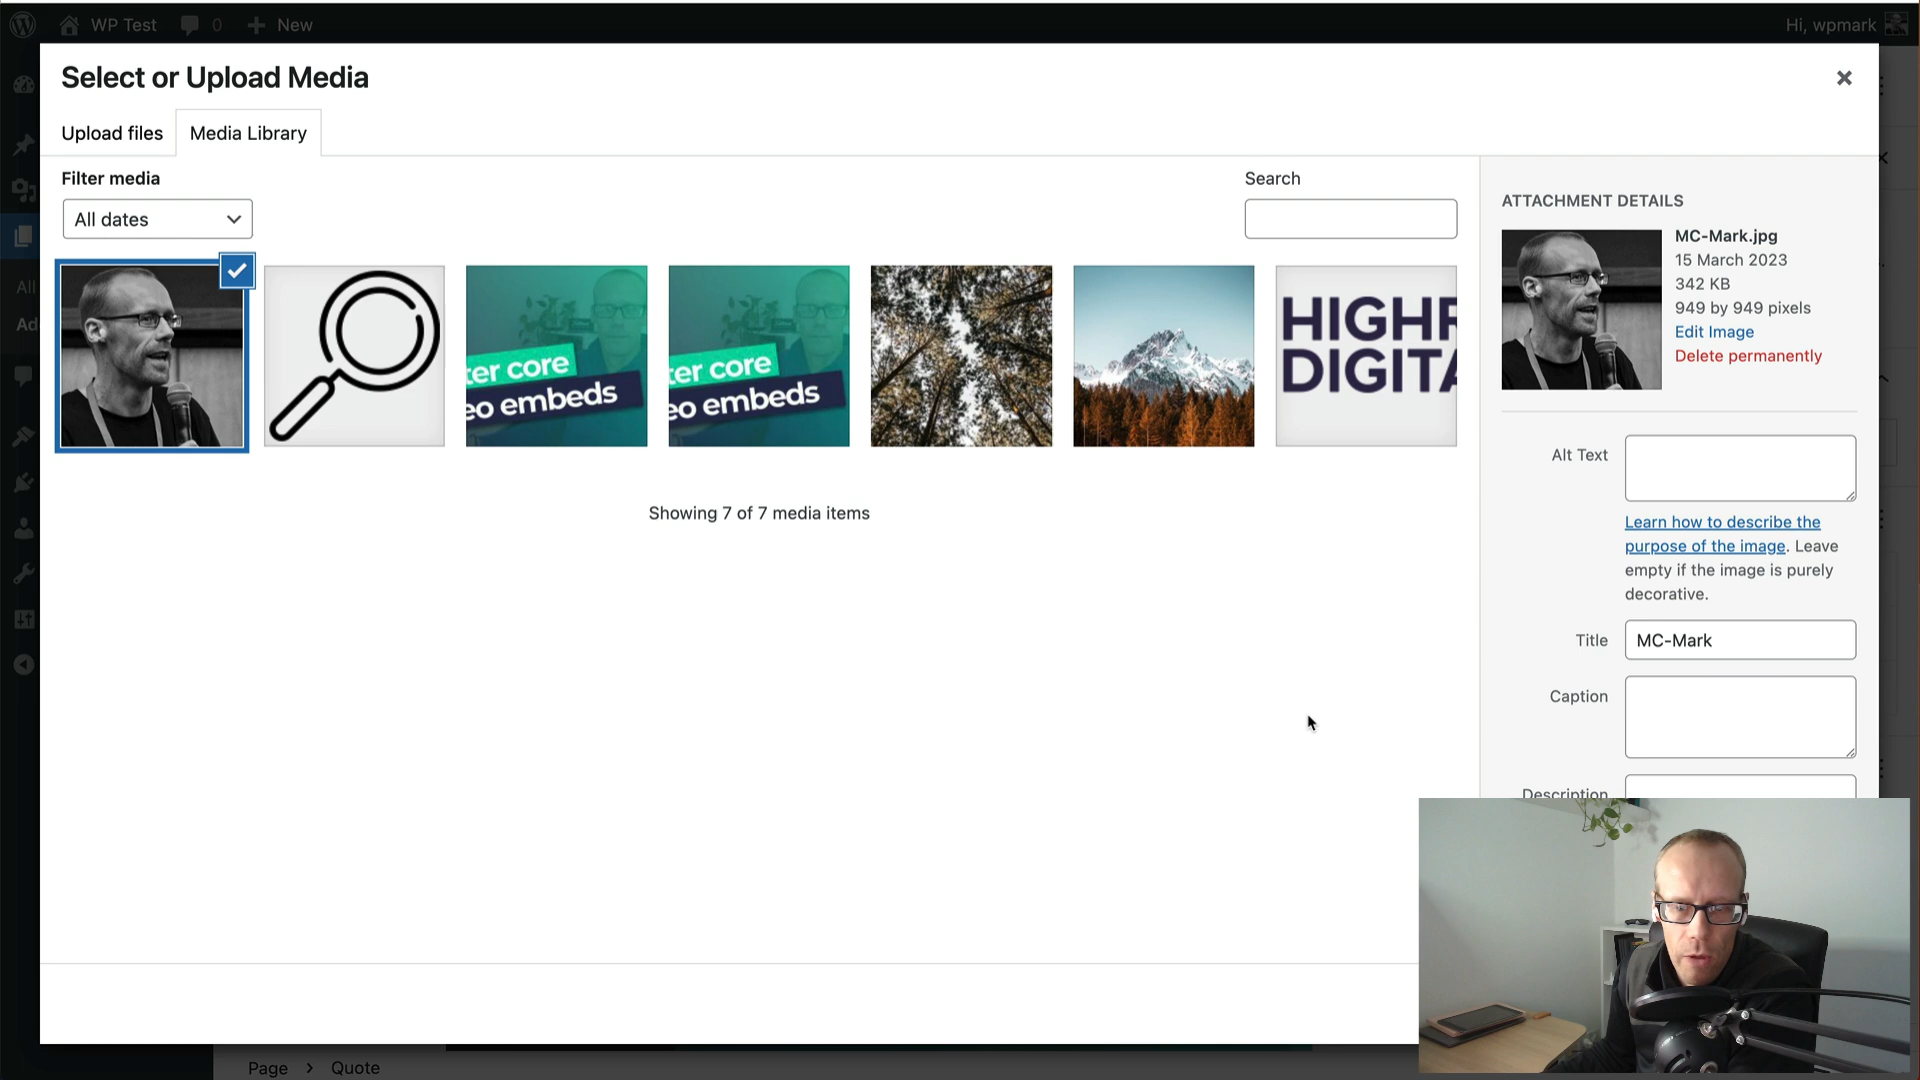 WP Test
0
New
Hi, wpmark
Select or Upload Media
Upload files
Media Library
Filter media
Search
All dates
ter core
eo embeds
ter core
eo embeds
HIGHR
DIGITA
Showing 7 of 7 media items
ATTACHMENT DETAILS
MC-Mark.jpg
15 March 2023
342 KB
949 by 949 pixels
Edit Image
Delete permanently
Alt Text
Learn how to describe the
purpose of the image. Leave
empty if the image is purely
decorative.
Title
MC-Mark
Caption
Description
All
Ad
Page > Quote